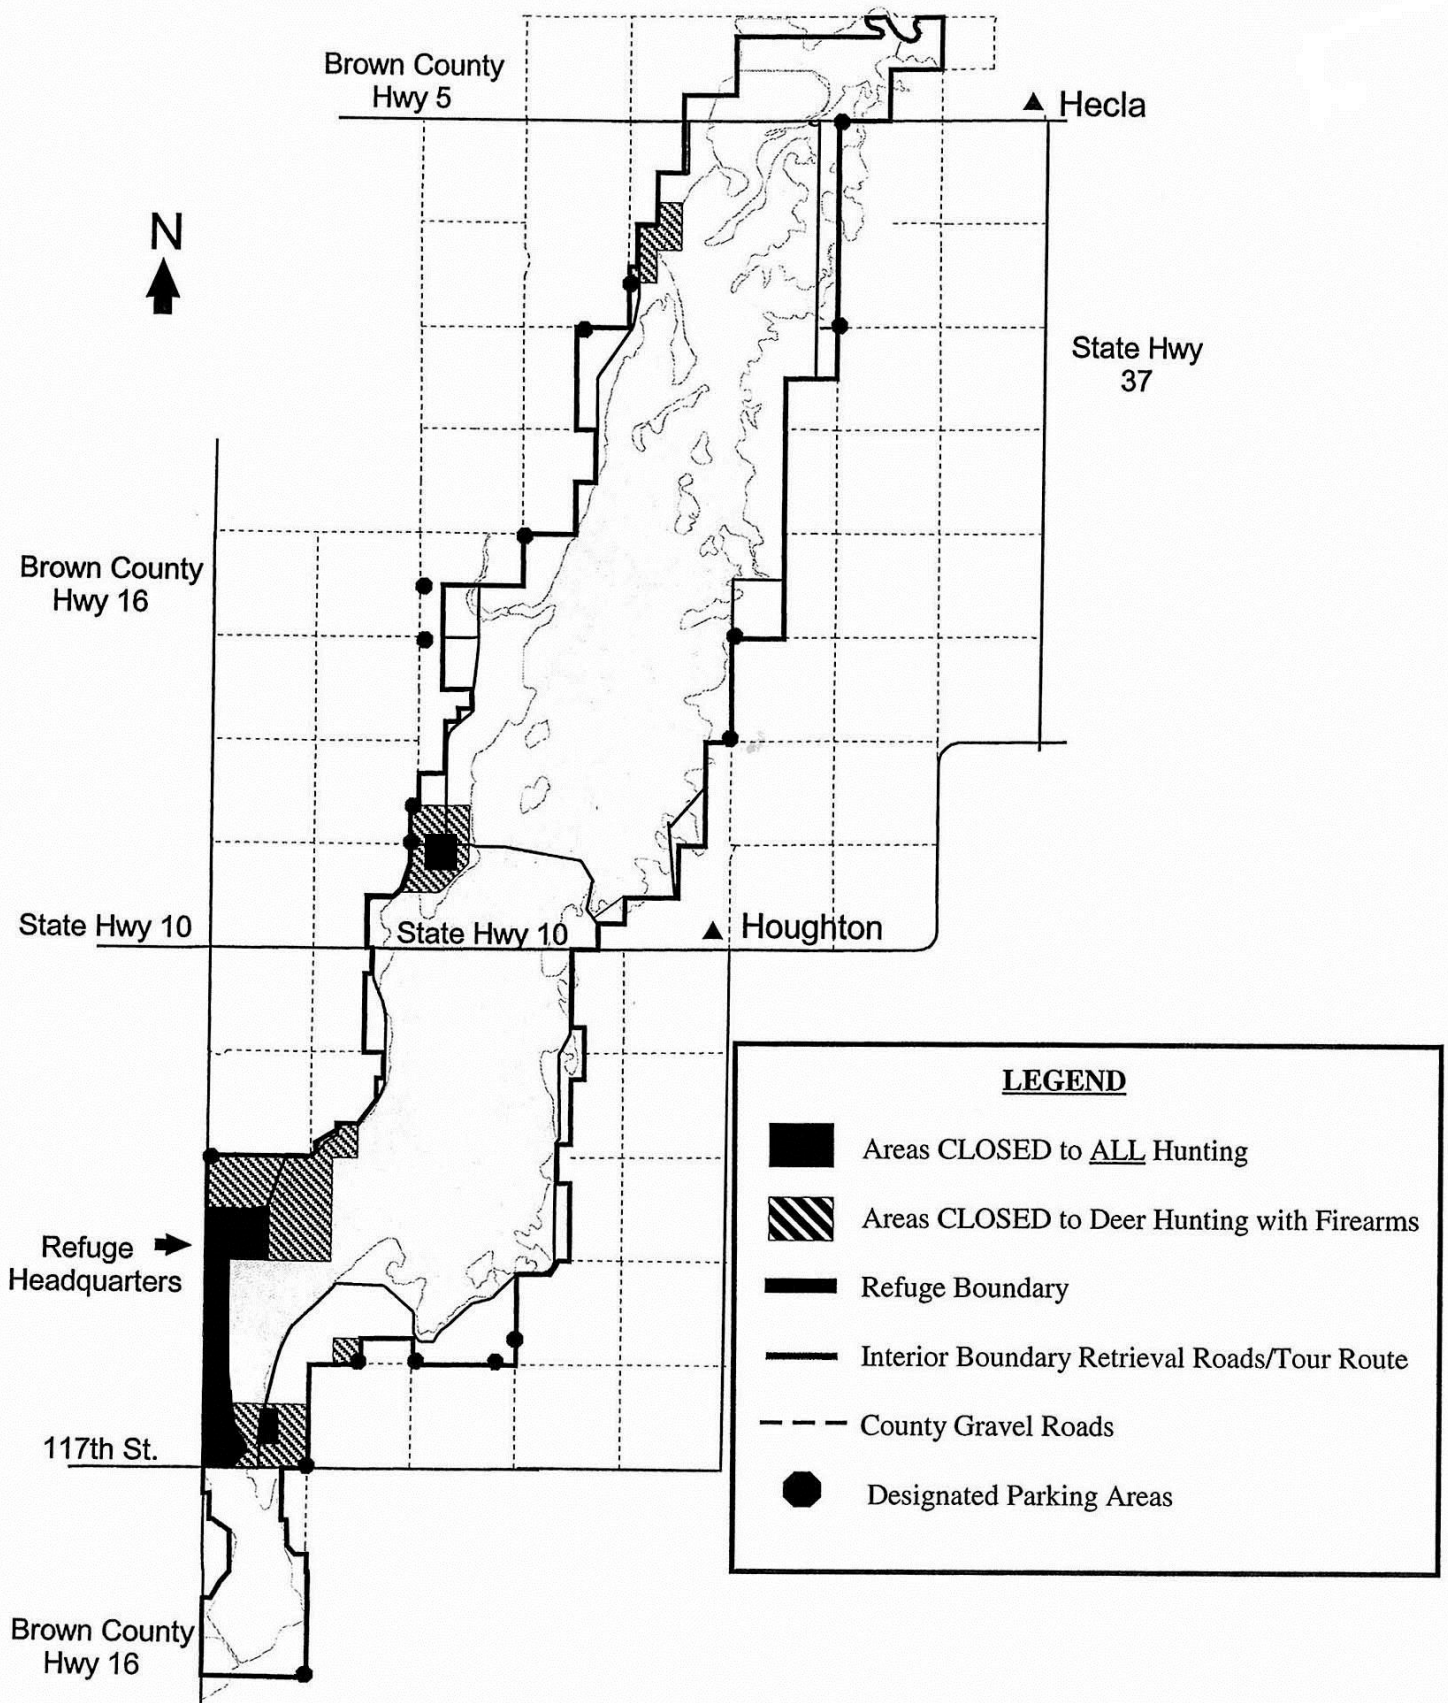 Brown County
Hwy 5
Hecla
N
State Hwy
37
Brown County
Hwy 16
State Hwy 10
State Hwy 10
Houghton
LEGEND
Areas CLOSED to ALL Hunting
Areas CLOSED to Deer Hunting with Firearms
Refuge
Headquarters
Refuge Boundary
Interior Boundary Retrieval Roads/Tour Route
County Gravel Roads
117th St.
Designated Parking Areas
Brown County
Hwy 16